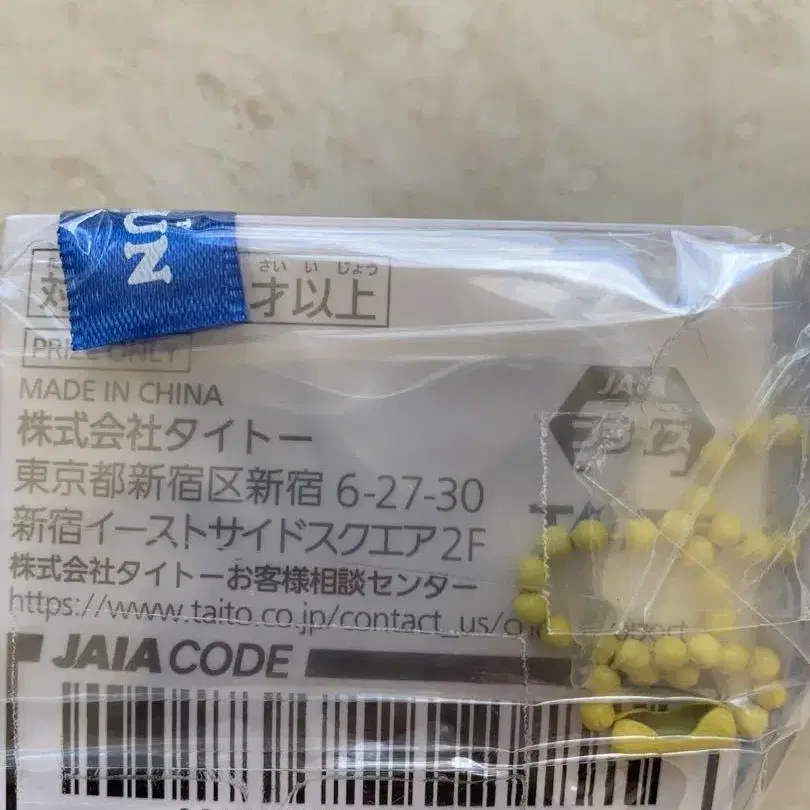 UN
さい い じょう
対
才以上
PRIZE ONLY
MADE IN CHINA
株式会社タイトー
東京都新宿区新宿 6-27-30
新宿イーストサイドスクエア2F
株式会社タイトーお客様相談センター
https://www.taito.co.jp/contact_us/
JAIA
JAIA CODE